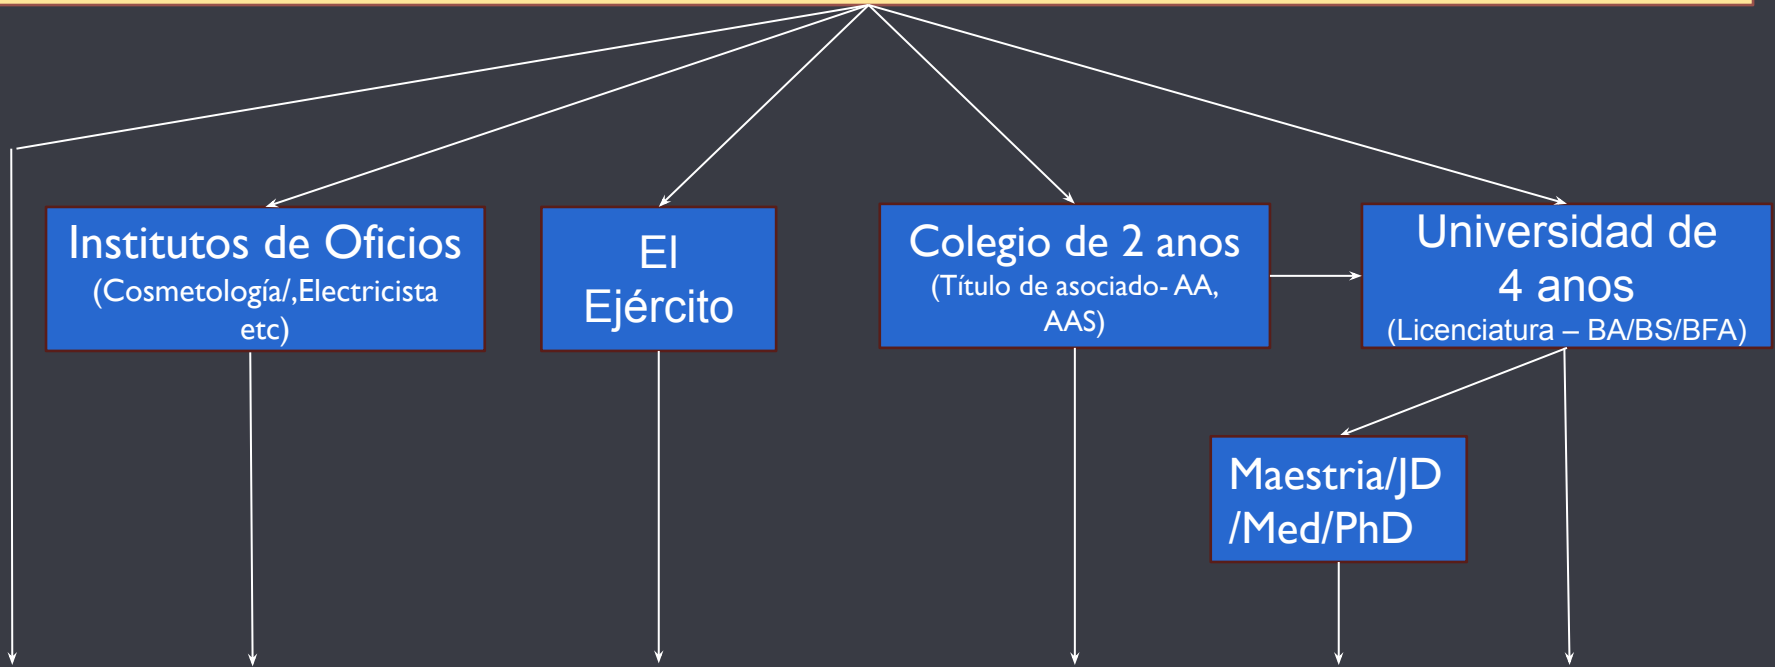 Institutos de Oficios
(Cosmetología/,Electricista
etc)
El
Ejército
Colegio de 2 anos
(Título de asociado- AA,
AAS)
Universidad de
4 anos
(Licenciatura – BA/BS/BFA)
Maestria/JD
/Med/PhD